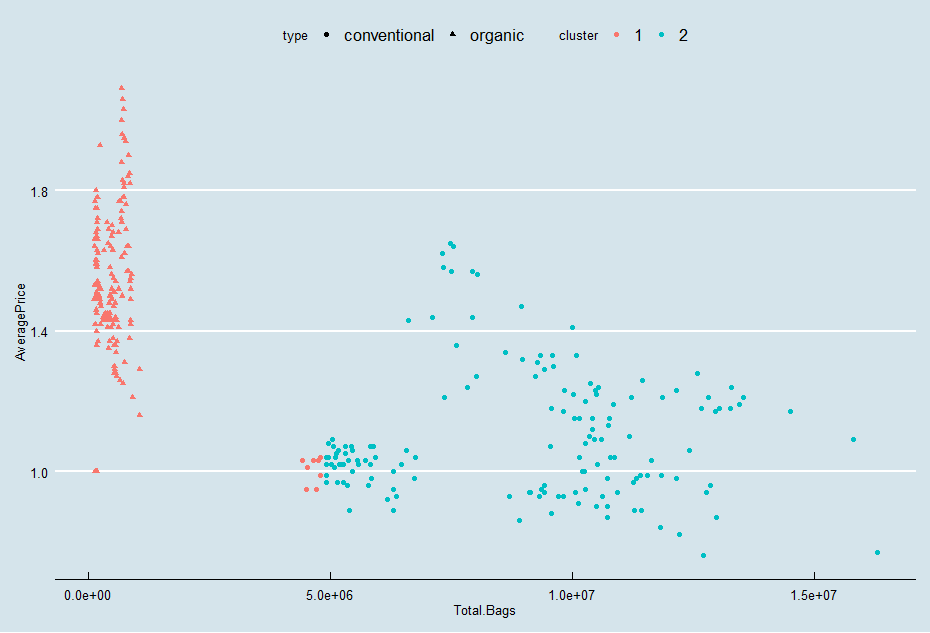 type conventional organic cluster 1 2
AveragePrice
1.8
1.4
1.0
0.0e+00 5.0e+06 1.0e+07 1.5e+07
Total.Bags